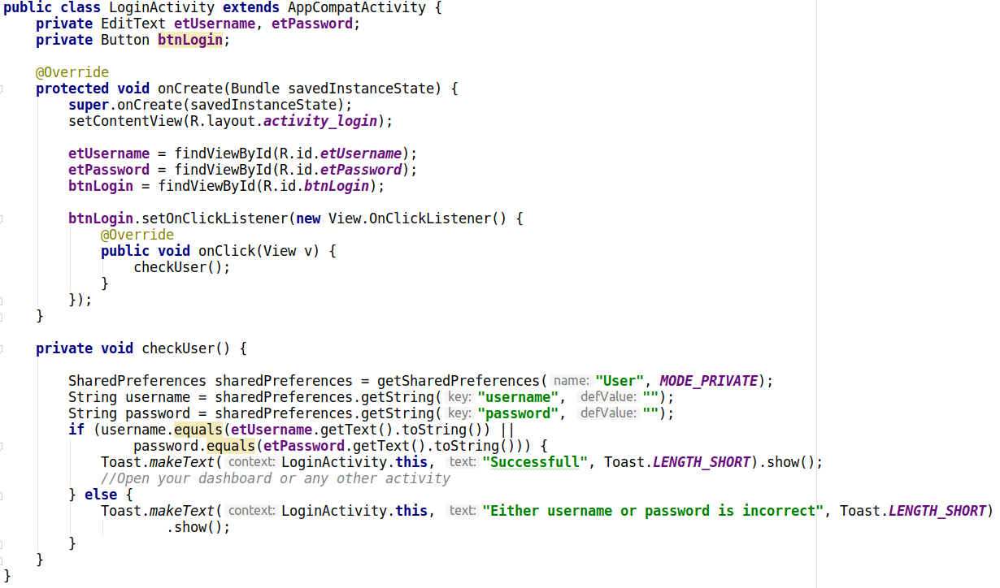 public class LoginActivity extends AppCompatActivity {
    private EditText etUsername, etPassword;
    private Button btnLogin;

    @Override
    protected void onCreate(Bundle savedInstanceState) {
        super.onCreate(savedInstanceState);
        setContentView(R.layout.activity_login);

        etUsername = findViewById(R.id.etUsername);
        etPassword = findViewById(R.id.etPassword);
        btnLogin = findViewById(R.id.btnLogin);

        btnLogin.setOnClickListener(new View.OnClickListener() {
            @Override
            public void onClick(View v) {
                checkUser();
            }
        });
    }

    private void checkUser() {

        SharedPreferences sharedPreferences = getSharedPreferences( name: "User", MODE_PRIVATE);
        String username = sharedPreferences.getString( key: "username", defValue: "");
        String password = sharedPreferences.getString( key: "password", defValue: "");
        if (username.equals(etUsername.getText().toString()) ||
                password.equals(etPassword.getText().toString())) {
            Toast.makeText( context: LoginActivity.this, text: "Successfull", Toast.LENGTH_SHORT).show();
            //Open your dashboard or any other activity
        } else {
            Toast.makeText( context: LoginActivity.this, text: "Either username or password is incorrect", Toast.LENGTH_SHORT)
                    .show();
        }
    }
}